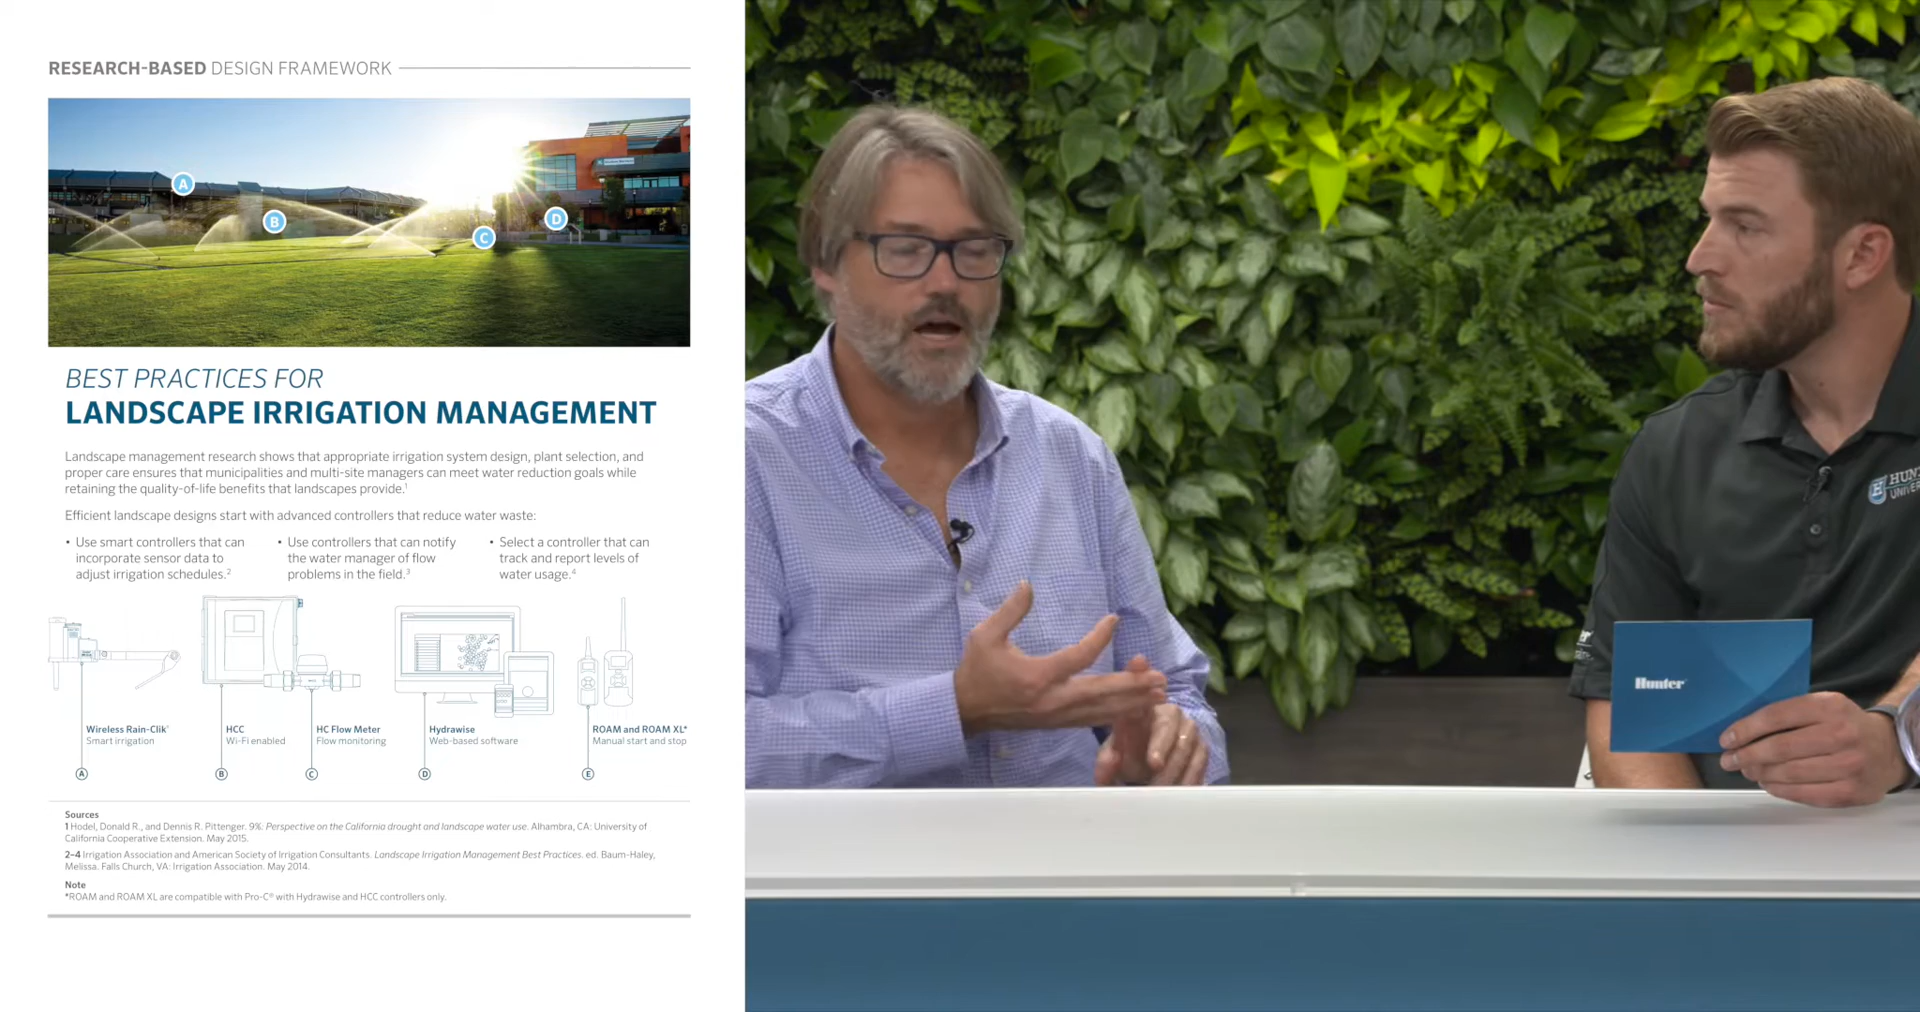 RESEARCH-BASED DESIGN FRAMEWORK
A
B
C
D
BEST PRACTICES FOR
LANDSCAPE IRRIGATION MANAGEMENT
Landscape management research shows that appropriate irrigation system design, plant selection, and
proper care ensures that municipalities and multi-site managers can meet water reduction goals while
retaining the quality-of-life benefits that landscapes provide.¹
Efficient landscape designs start with advanced controllers that reduce water waste:
• Use smart controllers that can
incorporate sensor data to
adjust irrigation schedules.²
• Use controllers that can notify
the water manager of flow
problems in the field.³
• Select a controller that can
track and report levels of
water usage.⁴
Wireless Rain-Clik
Smart irrigation
A
HCC
Wi-Fi enabled
B
HC Flow Meter
Flow monitoring
C
Hydrawise
Web-based software
D
ROAM and ROAM XL*
Manual start and stop
E
Sources
1 Hodel, Donald R., and Dennis R. Pittenger. 9%: Perspective on the California drought and landscape water use. Alhambra, CA: University of
California Cooperative Extension. May 2015.
2–4 Irrigation Association and American Society of Irrigation Consultants. Landscape Irrigation Management Best Practices. ed. Baum-Haley,
Melissa. Falls Church, VA: Irrigation Association. May 2014.
Note
*ROAM and ROAM XL are compatible with Pro-C® with Hydrawise and HCC controllers only.
H HUN
UNIVER
Hunter